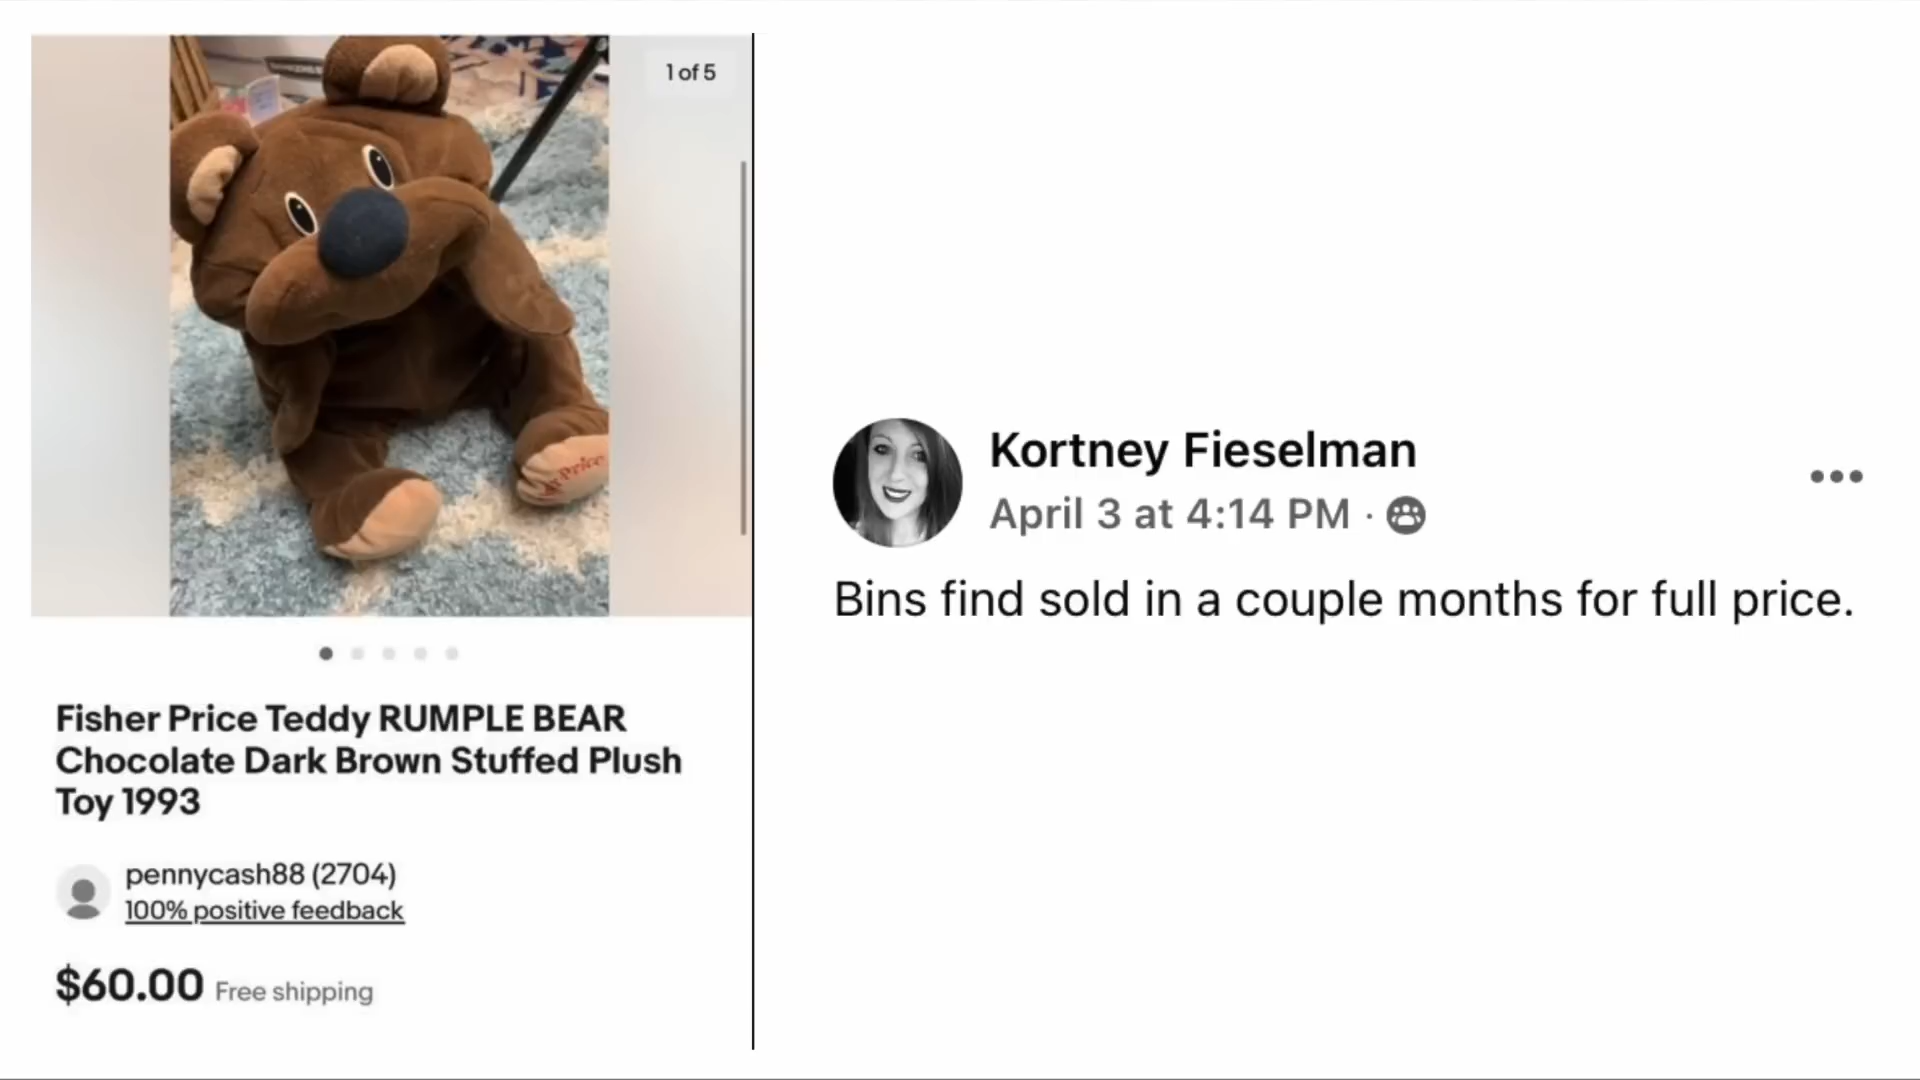 1 of 5
Price
Fisher Price Teddy RUMPLE BEAR
Chocolate Dark Brown Stuffed Plush
Toy 1993
pennycash88 (2704)
100% positive feedback
$60.00 Free shipping
Kortney Fieselman
April 3 at 4:14 PM ·
Bins find sold in a couple months for full price.